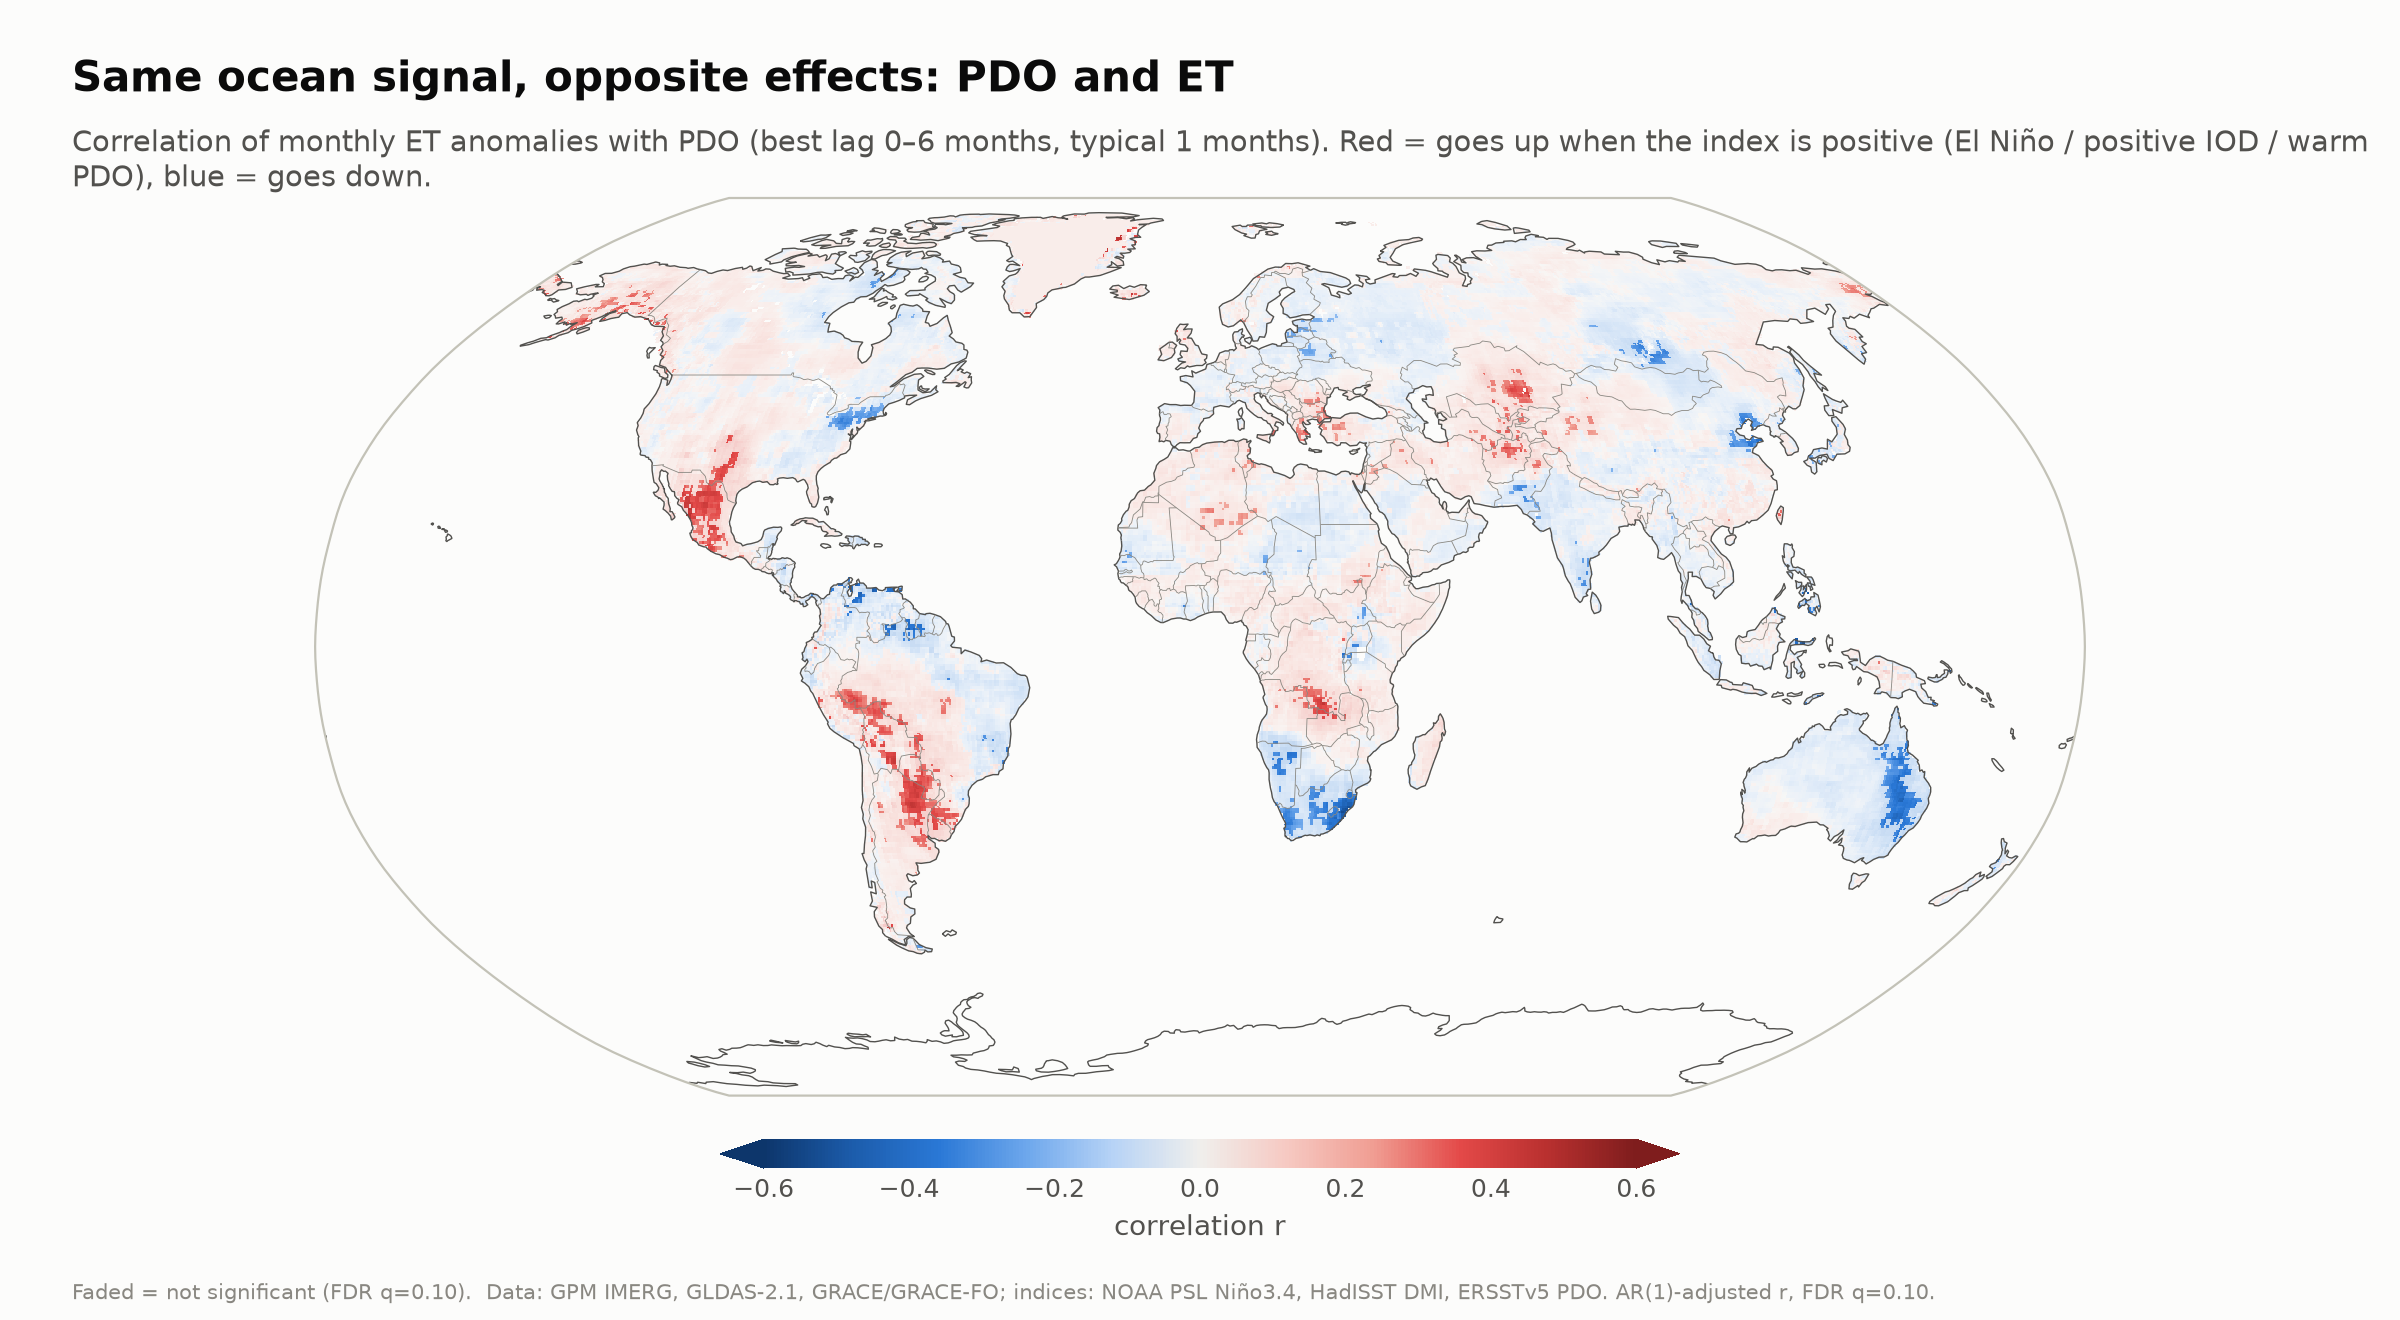 Same ocean signal, opposite effects: PDO and ET
Correlation of monthly ET anomalies with PDO (best lag 0–6 months, typical 1 months). Red = goes up when the index is positive (El Niño / positive IOD / warm
PDO), blue = goes down.
−0.6 −0.4 −0.2 0.0 0.2 0.4 0.6
correlation r
Faded = not significant (FDR q=0.10).  Data: GPM IMERG, GLDAS-2.1, GRACE/GRACE-FO; indices: NOAA PSL Niño3.4, HadISST DMI, ERSSTv5 PDO. AR(1)-adjusted r, FDR q=0.10.